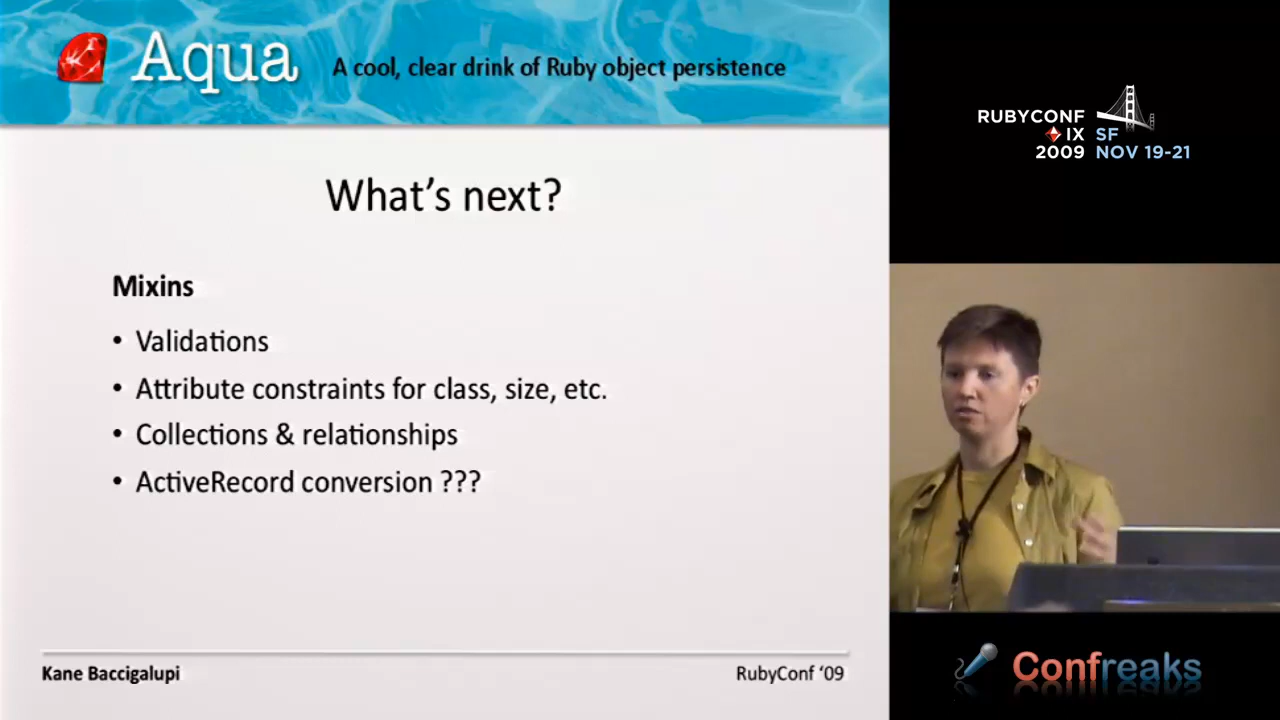 Aqua
A cool, clear drink of Ruby object persistence
What's next?
Mixins
• Validations
• Attribute constraints for class, size, etc.
• Collections & relationships
• ActiveRecord conversion ???
Kane Baccigalupi
RubyConf '09
RUBYCONF
IX SF
2009 NOV 19-21
Confreaks